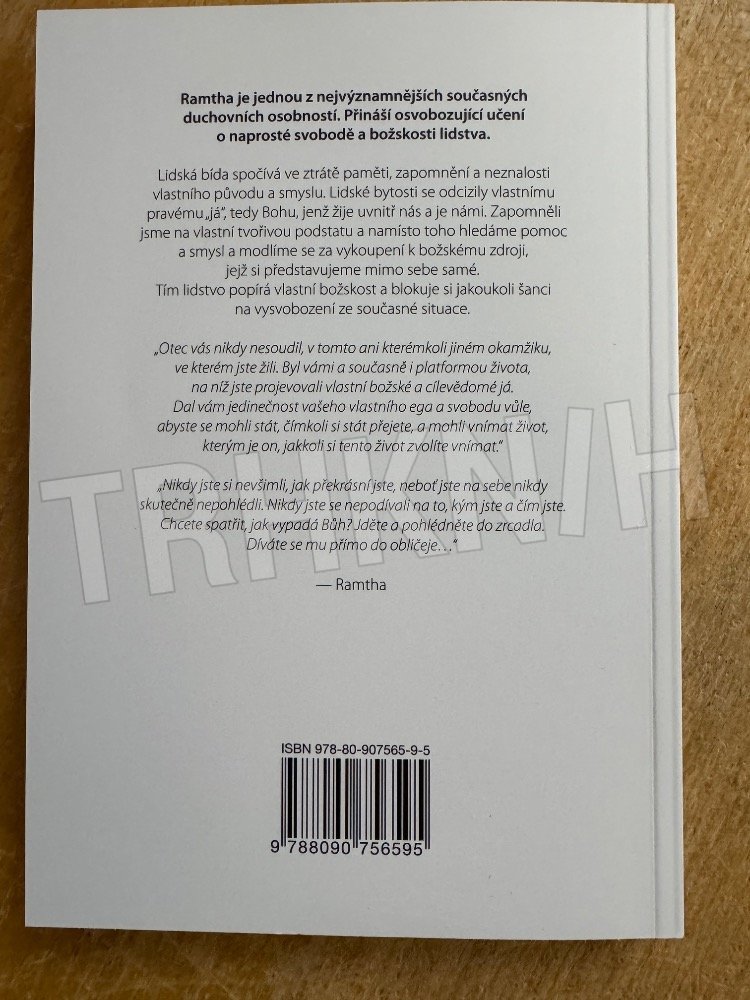 Ramtha je jednou z nejvýznamnějších současných
duchovních osobností. Přináší osvobozující učení
o naprosté svobodě a božskosti lidstva.
Lidská bída spočívá ve ztrátě paměti, zapomnění a neznalosti
vlastního původu a smyslu. Lidské bytosti se odcizily vlastnímu
pravému „já“, tedy Bohu, jenž žije uvnitř nás a je námi. Zapomněli
jsme na vlastní tvořivou podstatu a namísto toho hledáme pomoc
a smysl a modlíme se za vykoupení k božskému zdroji,
jejž si představujeme mimo sebe samé.
Tím lidstvo popírá vlastní božskost a blokuje si jakoukoli šanci
na vysvobození ze současné situace.
„Otec vás nikdy nesoudil, v tomto ani kterémkoli jiném okamžiku,
ve kterém jste žili. Byl vámi a současně i platformou života,
na níž jste projevovali vlastní božské a cílevědomé já.
Dal vám jedinečnost vašeho vlastního ega a svobodu vůle,
abyste se mohli stát, čímkoli si stát přejete, a mohli vnímat život,
kterým je on, jakkoli si tento život zvolíte vnímat.“
„Nikdy jste si nevšimli, jak překrásní jste, neboť jste na sebe nikdy
skutečně nepohlédli. Nikdy jste se nepodívali na to, kým jste a čím jste.
Chcete spatřit, jak vypadá Bůh? Jděte a pohlédněte do zrcadla.
Díváte se mu přímo do obličeje…“
— Ramtha
TRHKNIH
ISBN 978-80-907565-9-5
9 788090 756595